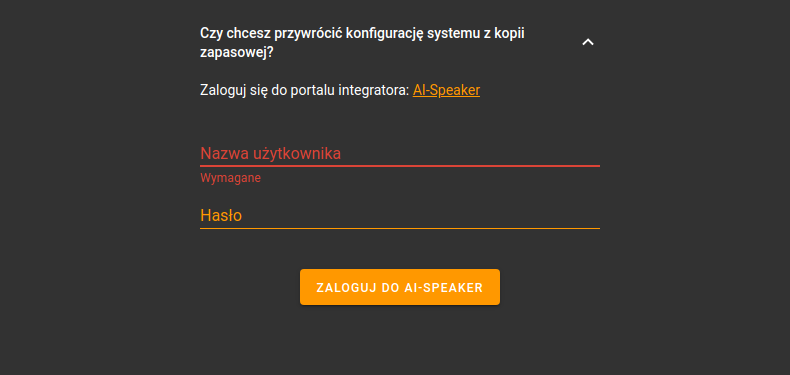 Czy chcesz przywrócić konfigurację systemu z kopii
zapasowej?
Zaloguj się do portalu integratora: AI-Speaker
Nazwa użytkownika
Wymagane
Hasło
ZALOGUJ DO AI-SPEAKER